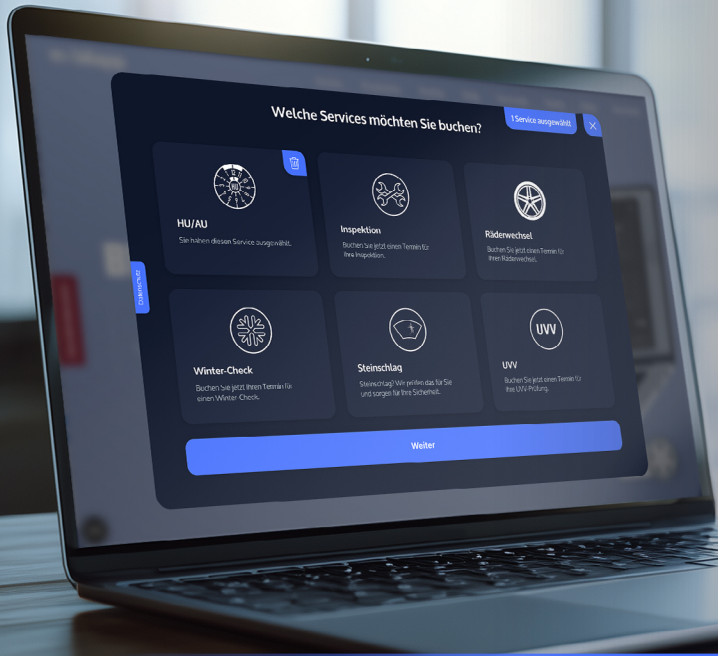 Welche Services möchten Sie buchen?
1 Service ausgewählt
HU
HU/AU
Sie haben diesen Service ausgewählt.
Inspektion
Buchen Sie jetzt einen Termin für
Ihre Inspektion.
Räderwechsel
Buchen Sie jetzt einen Termin für
Ihren Räderwechsel.
Datenschutz
Winter-Check
Buchen Sie jetzt Ihren Termin für
einen Winter-Check.
Steinschlag
Steinschlag? Wir prüfen das für Sie
und sorgen für Ihre Sicherheit.
UVV
UVV
Buchen Sie jetzt einen Termin für
Ihre UVV-Prüfung.
Weiter